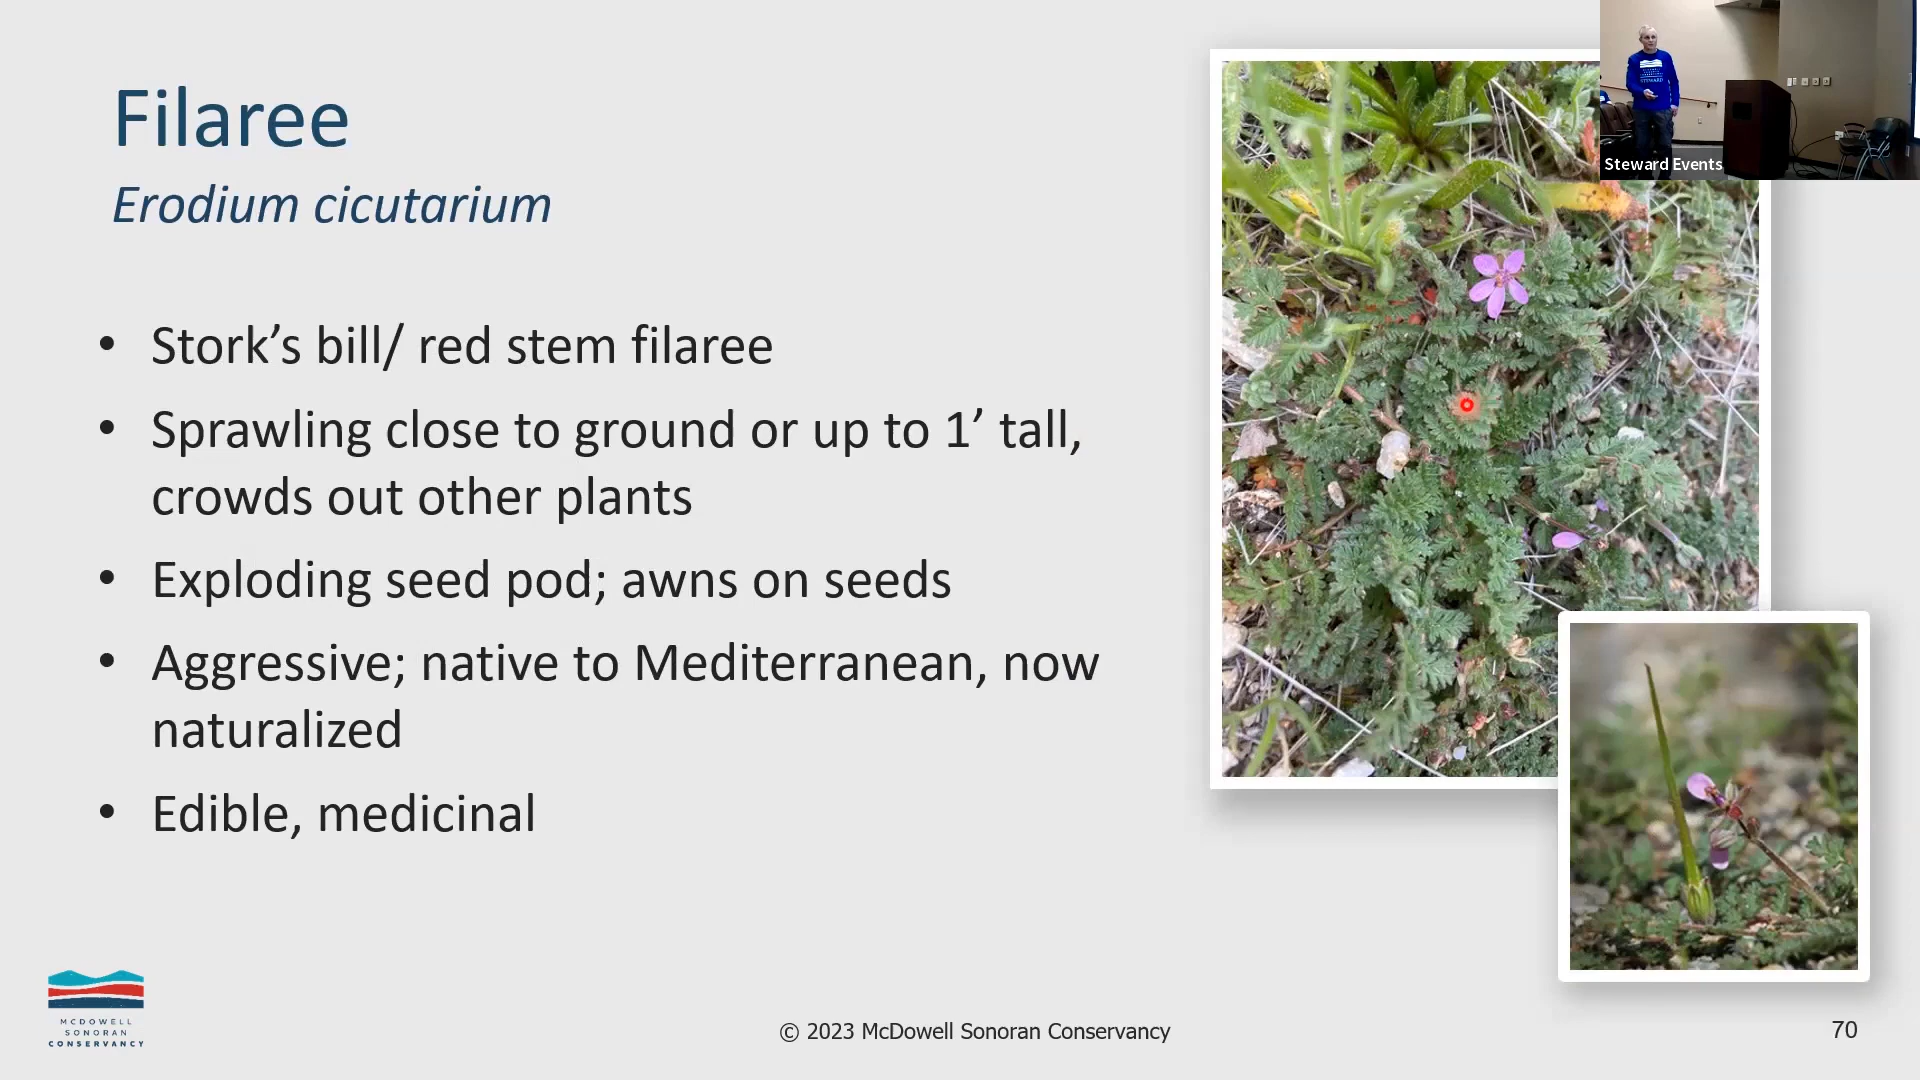 Filaree
Erodium cicutarium
• Stork’s bill/ red stem filaree
• Sprawling close to ground or up to 1’ tall,
crowds out other plants
• Exploding seed pod; awns on seeds
• Aggressive; native to Mediterranean, now
naturalized
• Edible, medicinal
Steward Events
MCDOWELL
SONORAN
CONSERVANCY
© 2023 McDowell Sonoran Conservancy
70